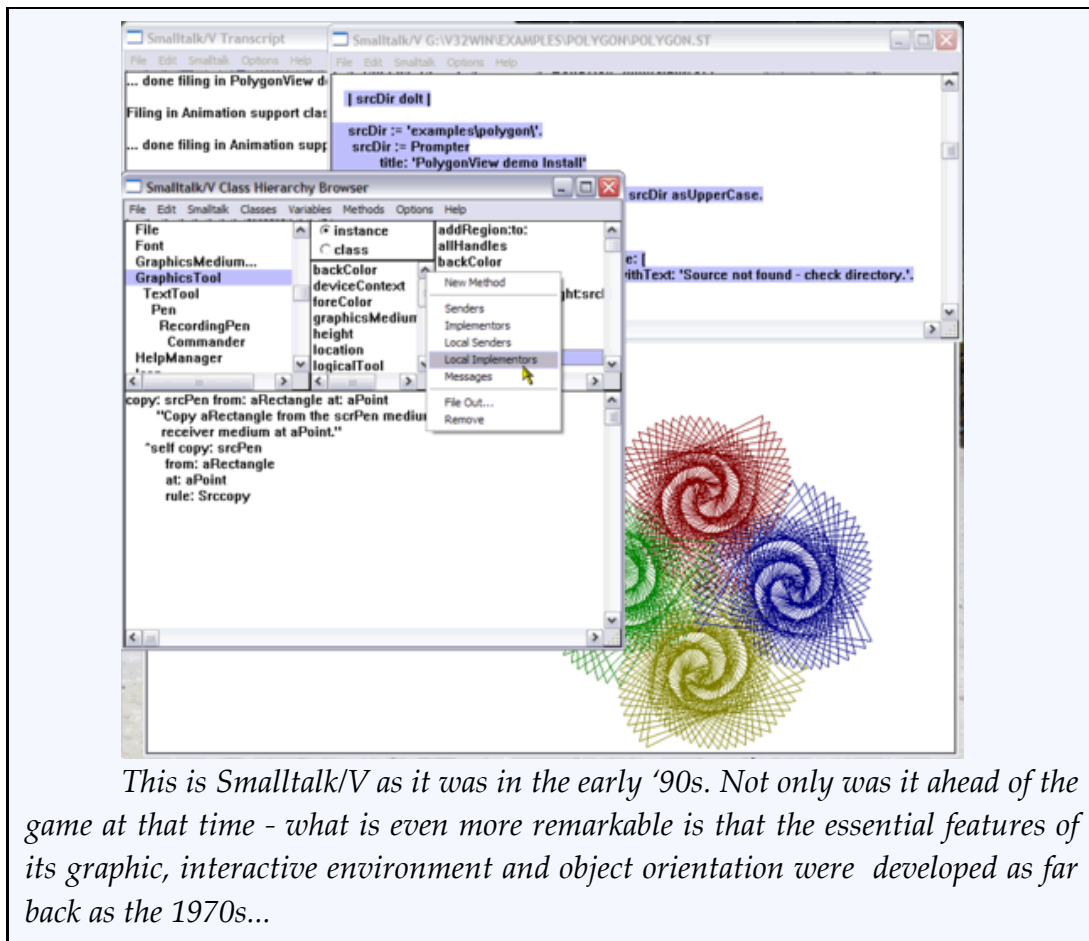 Smalltalk/V Transcript
File Edit Smalltalk Options Help
... done filing in PolygonView
Filing in Animation support
... done filing in Animation
Smalltalk/V G:\V32WIN\EXAMPLES\POLYGON\POLYGON.ST
File Edit Smalltalk Options Help
| srcDir doIt |
srcDir := 'examples\polygon\'.
srcDir := Prompter
title: 'PolygonView demo Install'
srcDir asUpperCase.
e: [
withText: 'Source not found - check directory.'.
Smalltalk/V Class Hierarchy Browser
File Edit Smalltalk Classes Variables Methods Options Help
File
Font
GraphicsMedium...
GraphicsTool
TextTool
Pen
RecordingPen
Commander
HelpManager
instance
class
backColor
deviceContext
foreColor
graphicsMedium
height
location
logicalTool
addRegion:to:
allHandles
backColor
New Method
Senders
Implementors
Local Senders
Local Implementors
Messages
File Out...
Remove
copy: srcPen from: aRectangle at: aPoint
"Copy aRectangle from the scrPen medium
receiver medium at aPoint."
^self copy: srcPen
from: aRectangle
at: aPoint
rule: Srccopy
This is Smalltalk/V as it was in the early ‘90s. Not only was it ahead of the
game at that time - what is even more remarkable is that the essential features of
its graphic, interactive environment and object orientation were developed as far
back as the 1970s...